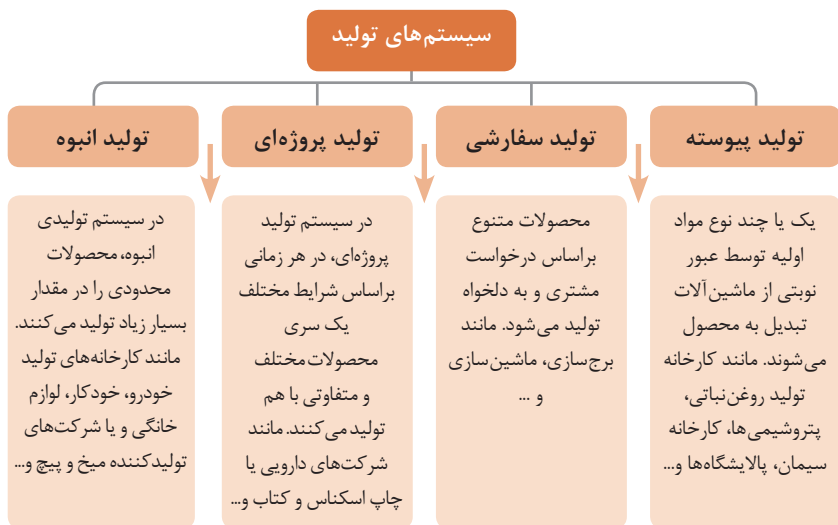 سیستم‌های تولید
تولید پیوسته
یک یا چند نوع مواد
اولیه توسط عبور
نوبتی از ماشین‌آلات
تبدیل به محصول
می‌شوند. مانند کارخانه
تولید روغن‌نباتی،
پتروشیمی‌ها، کارخانه
سیمان، پالایشگاه‌ها و...
تولید سفارشی
محصولات متنوع
براساس درخواست
مشتری و به دلخواه
تولید می‌شود. مانند
برج‌سازی، ماشین‌سازی
و ...
تولید پروژه‌ای
در سیستم تولید
پروژه‌ای، در هر زمانی
براساس شرایط مختلف
یک سری
محصولات مختلف
و متفاوتی با هم
تولید می‌کنند. مانند
شرکت‌های دارویی یا
چاپ اسکناس و کتاب و...
تولید انبوه
در سیستم تولیدی
انبوه، محصولات
محدودی را در مقدار
بسیار زیاد تولید می‌کنند.
مانند کارخانه‌های تولید
خودرو، خودکار، لوازم
خانگی و یا شرکت‌های
تولیدکننده میخ و پیچ و...